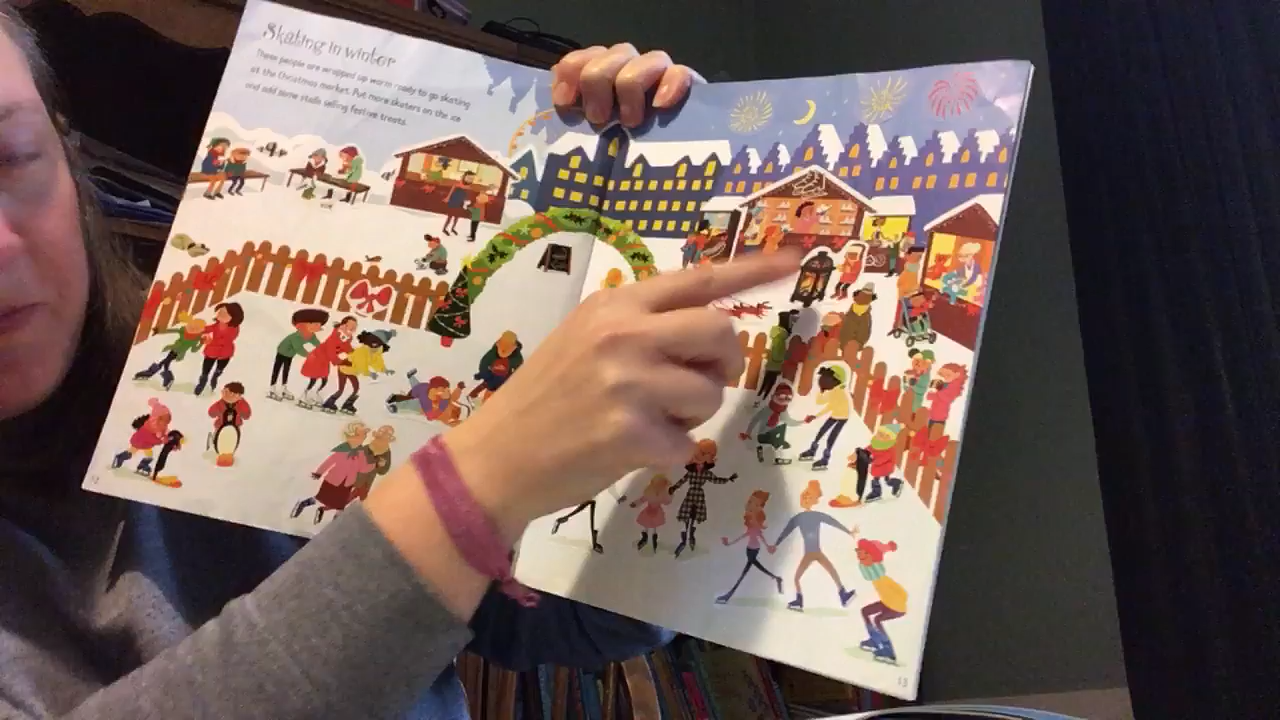 Skating in winter
These people are wrapped up warm ready to go skating
at the Christmas market. Put more skaters on the ice
and add some stalls selling festive treats.
12
13